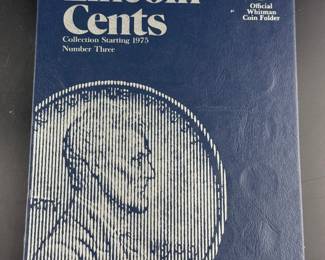 Lincoln
Cents
Collection Starting 1975
Number Three
Official
Whitman
Coin Folder